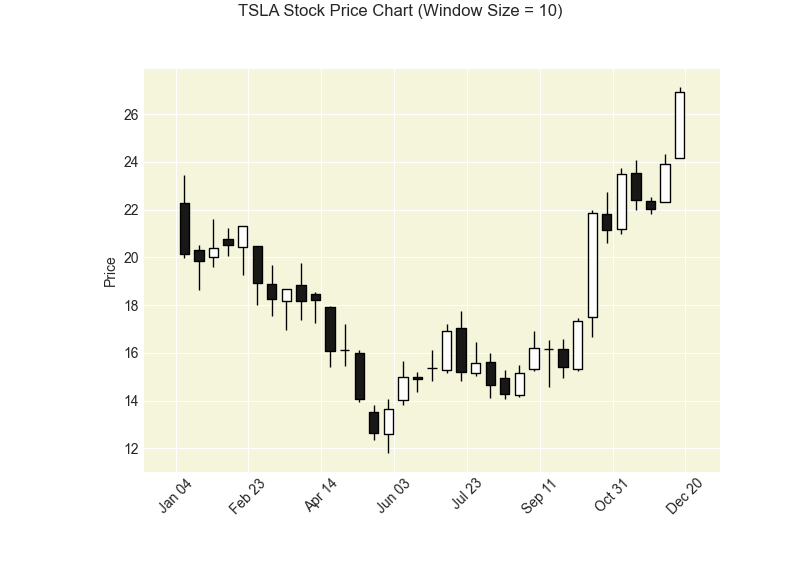 TSLA Stock Price Chart (Window Size = 10)
Price
26
24
22
20
18
16
14
12
Jan 04
Feb 23
Apr 14
Jun 03
Jul 23
Sep 11
Oct 31
Dec 20